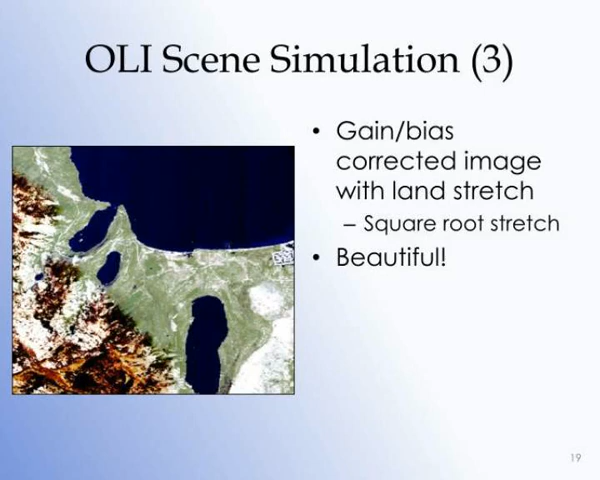 OLI Scene Simulation (3)
• Gain/bias
corrected image
with land stretch
– Square root stretch
• Beautiful!
19